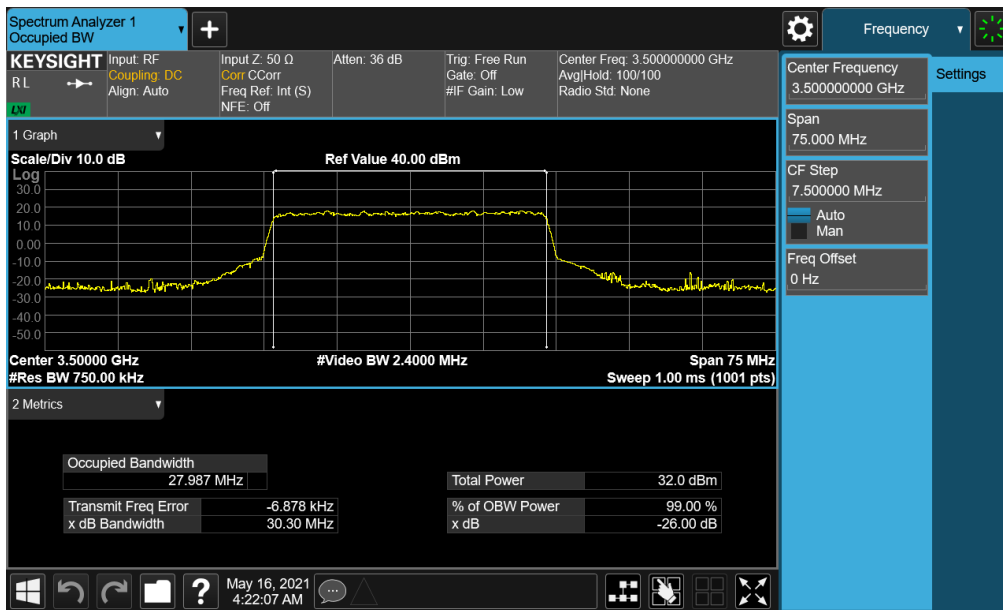 Spectrum Analyzer 1
Occupied BW
+
Frequency
KEYSIGHT
R L
LXI
Input: RF
Coupling: DC
Align: Auto
Input Z: 50 Ω
Corr CCorr
Freq Ref: Int (S)
NFE: Off
Atten: 36 dB
Trig: Free Run
Gate: Off
#IF Gain: Low
Center Freq: 3.500000000 GHz
Avg|Hold: 100/100
Radio Std: None
Center Frequency
3.500000000 GHz
Settings
Span
75.000 MHz
CF Step
7.500000 MHz
Auto
Man
Freq Offset
0 Hz
1 Graph
Scale/Div 10.0 dB
Ref Value 40.00 dBm
Log
30.0
20.0
10.0
0.00
-10.0
-20.0
-30.0
-40.0
-50.0
Center 3.50000 GHz
#Video BW 2.4000 MHz
Span 75 MHz
#Res BW 750.00 kHz
Sweep 1.00 ms (1001 pts)
2 Metrics
Occupied Bandwidth
27.987 MHz
Total Power 32.0 dBm
Transmit Freq Error -6.878 kHz
% of OBW Power 99.00 %
x dB Bandwidth 30.30 MHz
x dB -26.00 dB
?
May 16, 2021
4:22:07 AM